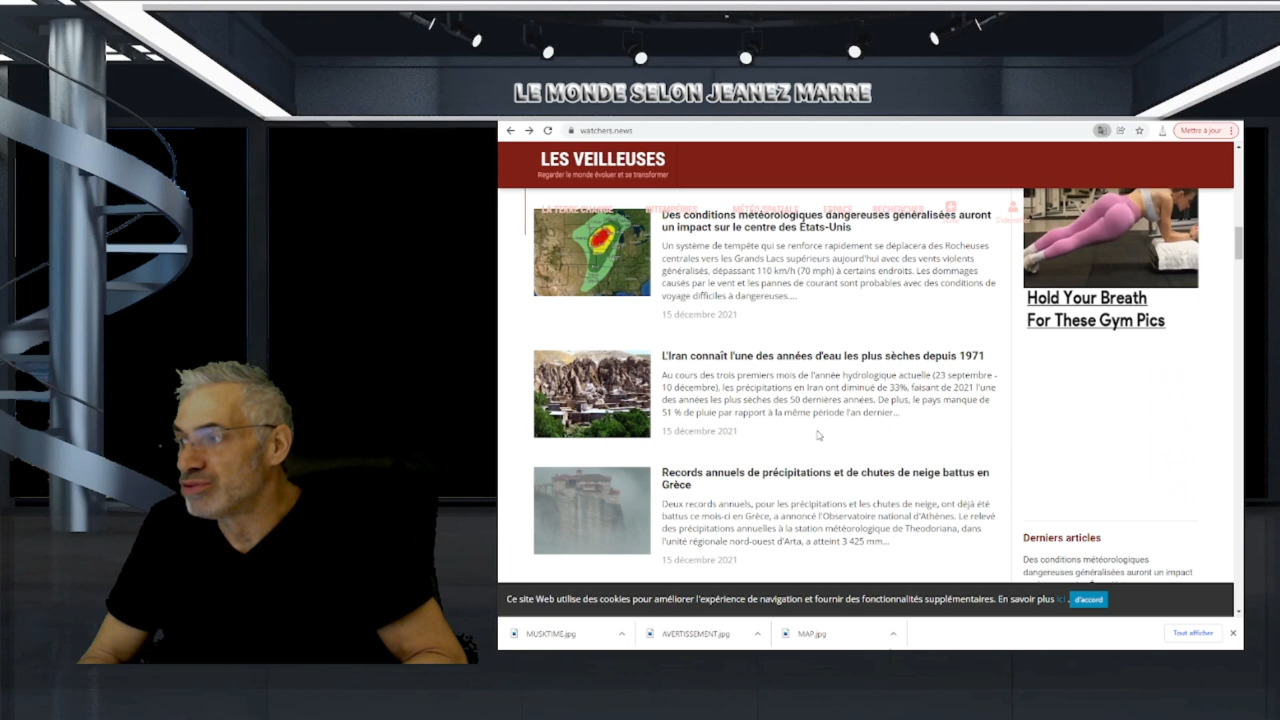 LE MONDE SELON JEANEZ MARRE
watchers.news
Mettre à jour
LES VEILLEUSES
Regarder le monde évoluer et se transformer
LA TERRE CHANGE
INTEMPÉRIES
MÉTÉO SPATIALE
ESPACE
RECHERCHER
Des conditions météorologiques dangereuses généralisées auront
un impact sur le centre des États-Unis
Un système de tempête qui se renforce rapidement se déplacera des Rocheuses
centrales vers les Grands Lacs supérieurs aujourd'hui avec des vents violents
généralisés, dépassant 110 km/h (70 mph) à certains endroits. Les dommages
causés par le vent et les pannes de courant sont probables avec des conditions de
voyage difficiles à dangereuses....
15 décembre 2021
L'Iran connaît l'une des années d'eau les plus sèches depuis 1971
Au cours des trois premiers mois de l'année hydrologique actuelle (23 septembre -
10 décembre), les précipitations en Iran ont diminué de 33%, faisant de 2021 l'une
des années les plus sèches des 50 dernières années. De plus, le pays manque de
51 % de pluie par rapport à la même période l'an dernier...
15 décembre 2021
Records annuels de précipitations et de chutes de neige battus en
Grèce
Deux records annuels, pour les précipitations et les chutes de neige, ont déjà été
battus ce mois-ci en Grèce, a annoncé l'Observatoire national d'Athènes. Le relevé
des précipitations annuelles à la station météorologique de Theodoriana, dans
l'unité régionale nord-ouest d'Arta, a atteint 3 425 mm...
15 décembre 2021
Hold Your Breath
For These Gym Pics
Derniers articles
Des conditions météorologiques
dangereuses généralisées auront un impact
Ce site Web utilise des cookies pour améliorer l'expérience de navigation et fournir des fonctionnalités supplémentaires. En savoir plus ici . d'accord
MUSKTIME.jpg
AVERTISSEMENT.jpg
MAP.jpg
Tout afficher